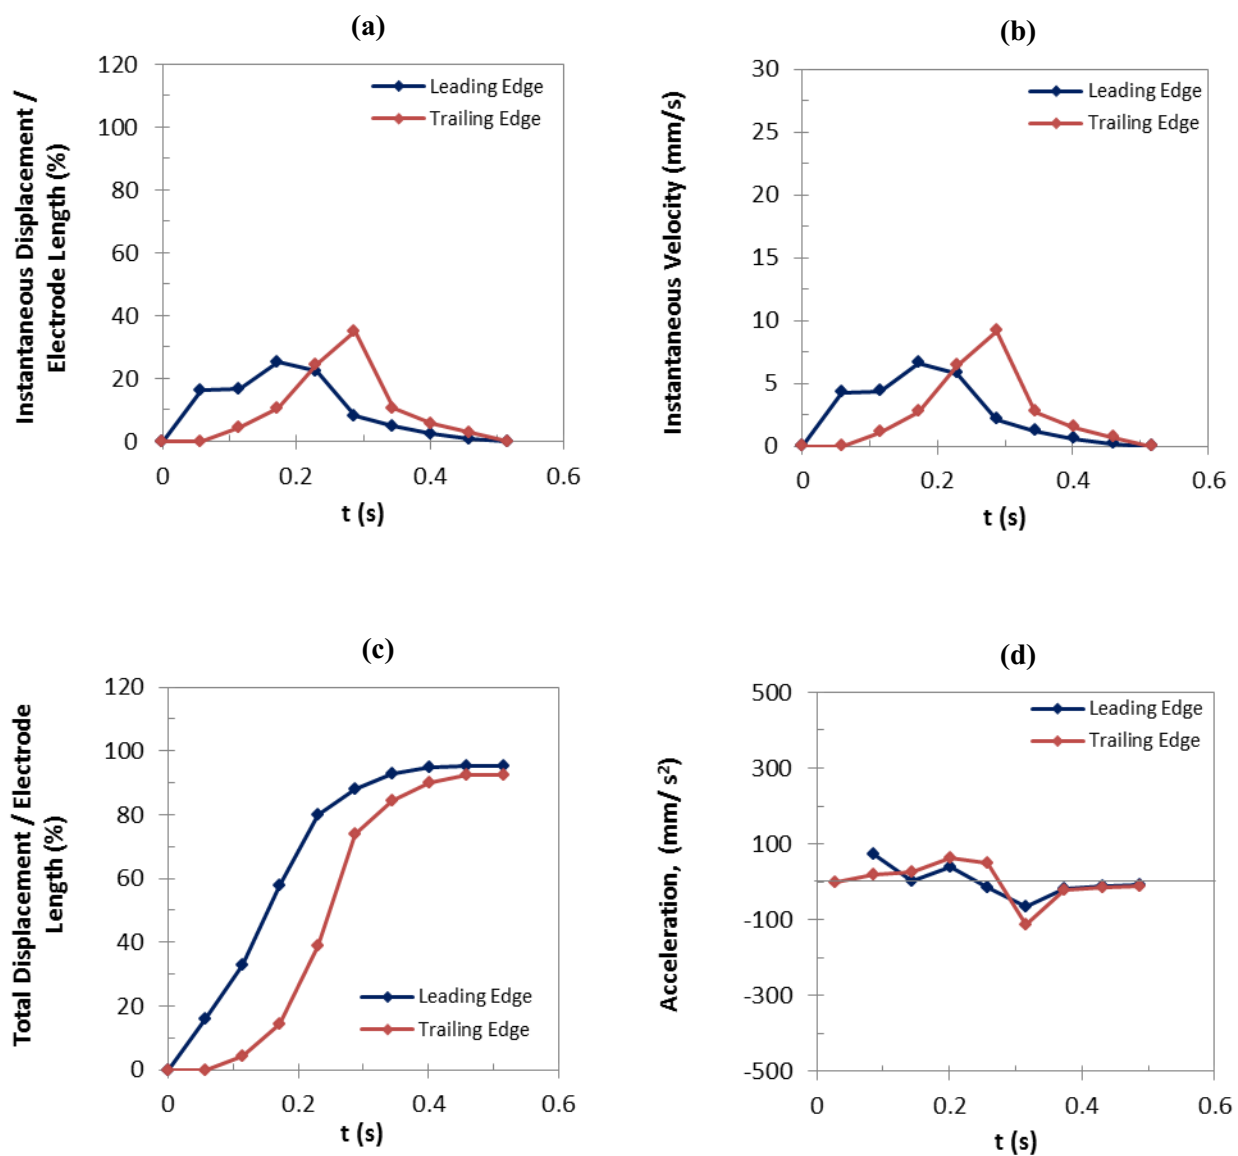 (a)
Instantaneous Displacement /
Electrode Length (%)
120
100
80
60
40
20
0
Leading Edge
Trailing Edge
0
0.2
0.4
0.6
t (s)
(b)
Instantaneous Velocity (mm/s)
30
25
20
15
10
5
0
Leading Edge
Trailing Edge
0
0.2
0.4
0.6
t (s)
(c)
Total Displacement / Electrode
Length (%)
120
100
80
60
40
20
0
Leading Edge
Trailing Edge
0
0.2
0.4
0.6
t (s)
(d)
Acceleration, (mm/ s²)
500
300
100
-100
-300
-500
Leading Edge
Trailing Edge
0
0.2
0.4
0.6
t (s)